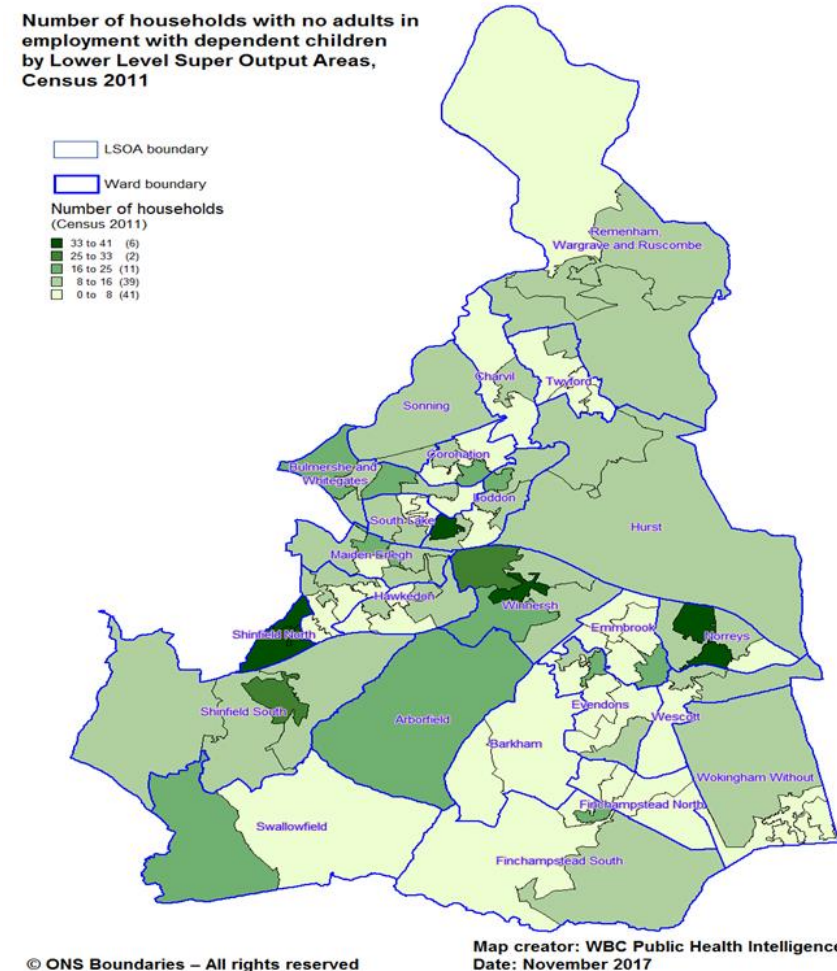 Number of households with no adults in
employment with dependent children
by Lower Level Super Output Areas,
Census 2011
LSOA boundary
Ward boundary
Number of households
(Census 2011)
33 to 41 (6)
25 to 33 (2)
16 to 25 (11)
8 to 16 (39)
0 to 8 (41)
Remenham,
Wargrave and Ruscombe
Charvil
Twyford
Sonning
Coronation
Bulmershe and
Whitegates
Loddon
South Lake
Hurst
Maiden Erlegh
Hawkedon
Winnersh
Emmbrook
Norreys
Shinfield North
Shinfield South
Evendons
Wescott
Arborfield
Barkham
Wokingham Without
Finchampstead North
Swallowfield
Finchampstead South
© ONS Boundaries – All rights reserved
Map creator: WBC Public Health Intelligence
Date: November 2017